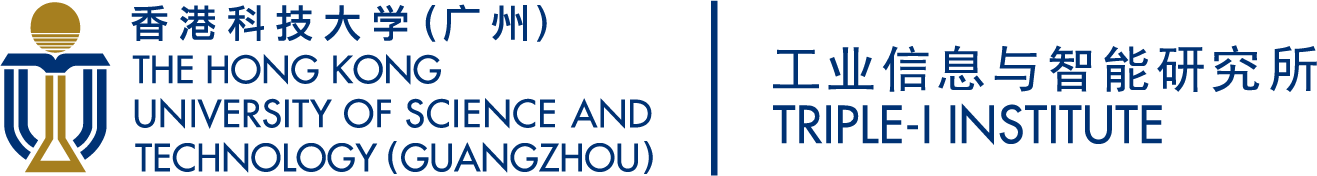 香港科技大学(广州)
THE HONG KONG
UNIVERSITY OF SCIENCE AND
TECHNOLOGY (GUANGZHOU)
工业信息与智能研究所
TRIPLE-I INSTITUTE